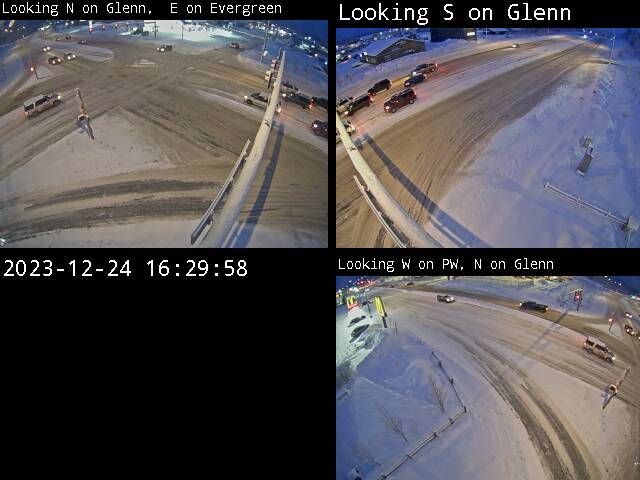 Looking N on Glenn,  E on Evergreen
Looking S on Glenn
2023-12-24 16:29:58
Looking W on PW, N on Glenn